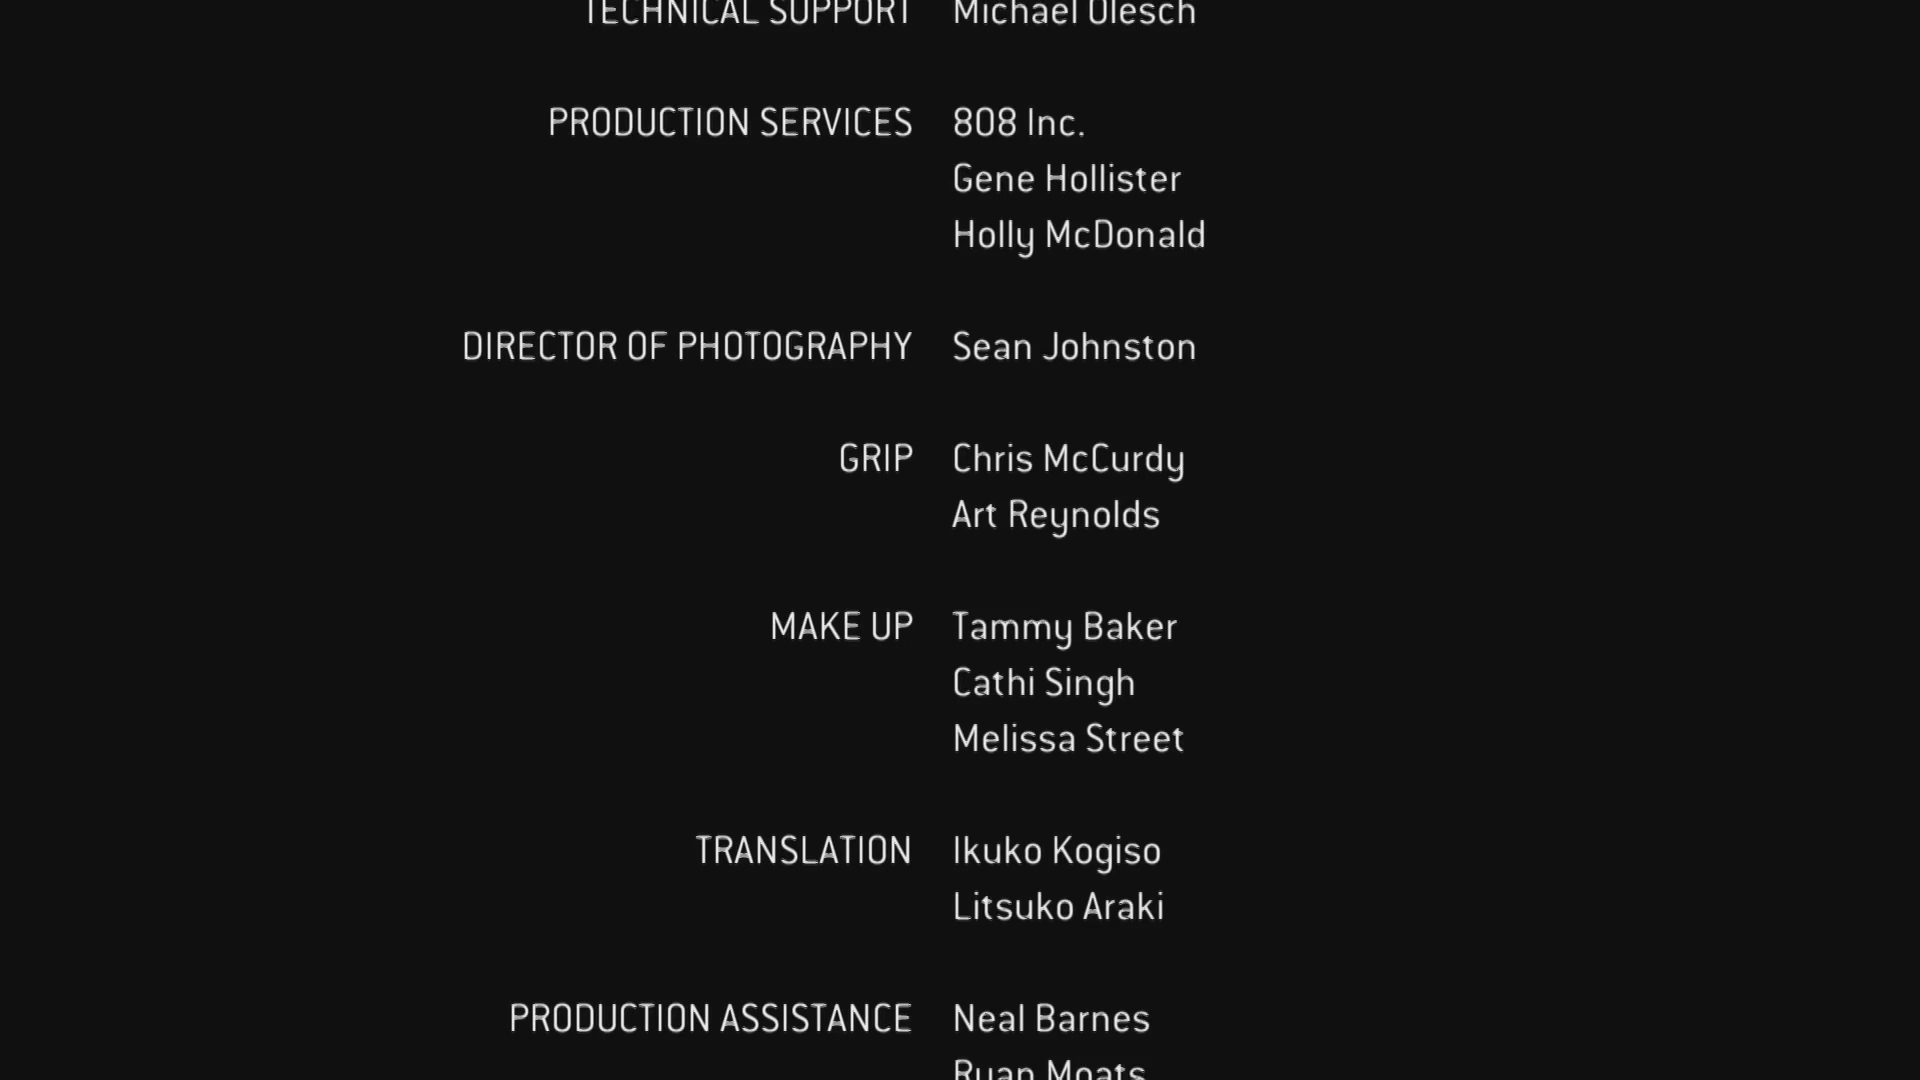 TECHNICAL SUPPORT Michael Olesch
PRODUCTION SERVICES 808 Inc.
Gene Hollister
Holly McDonald
DIRECTOR OF PHOTOGRAPHY Sean Johnston
GRIP Chris McCurdy
Art Reynolds
MAKE UP Tammy Baker
Cathi Singh
Melissa Street
TRANSLATION Ikuko Kogiso
Litsuko Araki
PRODUCTION ASSISTANCE Neal Barnes
Ryan Moats